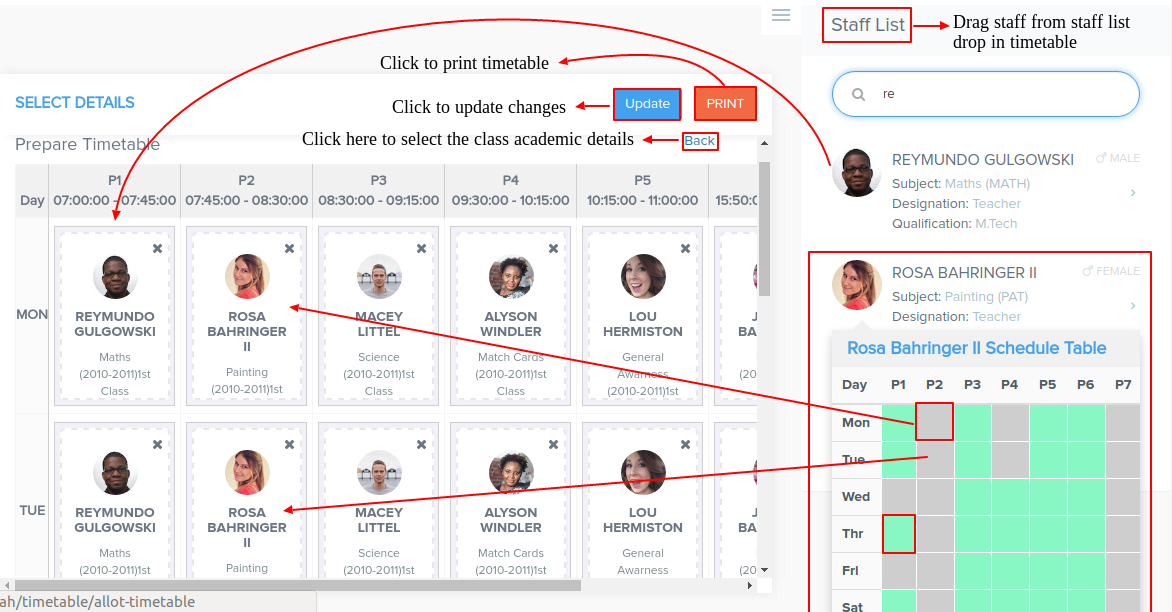 Staff List
Drag staff from staff list
drop in timetable
Click to print timetable
re
SELECT DETAILS
Click to update changes
Update
PRINT
Click here to select the class academic details
Back
Prepare Timetable
Day
P1
07:00:00 - 07:45:00
P2
07:45:00 - 08:30:00
P3
08:30:00 - 09:15:00
P4
09:30:00 - 10:15:00
P5
10:15:00 - 11:00:00
15:50:0
MON
REYMUNDO
GULGOWSKI
Maths
(2010-2011)1st
Class
ROSA
BAHRINGER
II
Painting
(2010-2011)1st
MACEY
LITTEL
Science
(2010-2011)1st
Class
ALYSON
WINDLER
Match Cards
(2010-2011)1st
Class
LOU
HERMISTON
General
Awarness
(2010-2011)1st
J
BA
(20
TUE
REYMUNDO
GULGOWSKI
Maths
(2010-2011)1st
ROSA
BAHRINGER
II
Painting
MACEY
LITTEL
Science
(2010-2011)1st
ALYSON
WINDLER
Match Cards
(2010-2011)1st
LOU
HERMISTON
General
Awarness
J
BA
(20
ah/timetable/allot-timetable
REYMUNDO GULGOWSKI
MALE
Subject: Maths (MATH)
Designation: Teacher
Qualification: M.Tech
ROSA BAHRINGER II
FEMALE
Subject: Painting (PAT)
Designation: Teacher
Rosa Bahringer II Schedule Table
Day P1 P2 P3 P4 P5 P6 P7
Mon
Tue
Wed
Thr
Fri
Sat